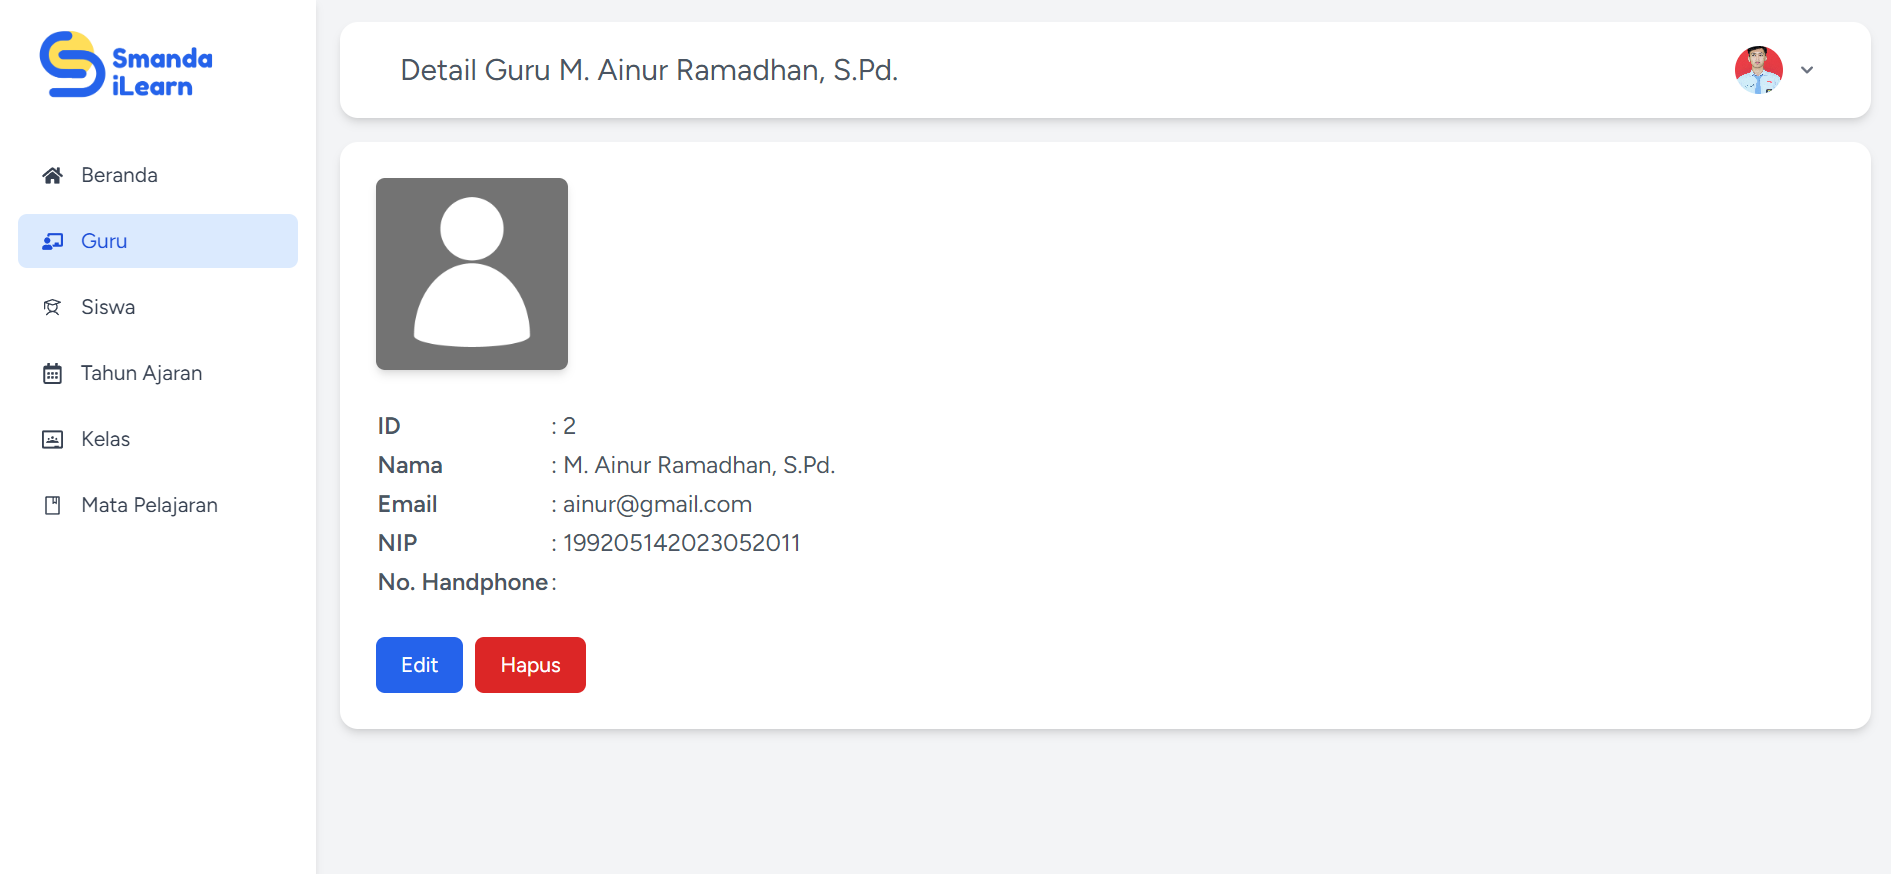 Smanda
iLearn
Beranda
Guru
Siswa
Tahun Ajaran
Kelas
Mata Pelajaran
Detail Guru M. Ainur Ramadhan, S.Pd.
ID : 2
Nama : M. Ainur Ramadhan, S.Pd.
Email : ainur@gmail.com
NIP : 199205142023052011
No. Handphone :
Edit
Hapus